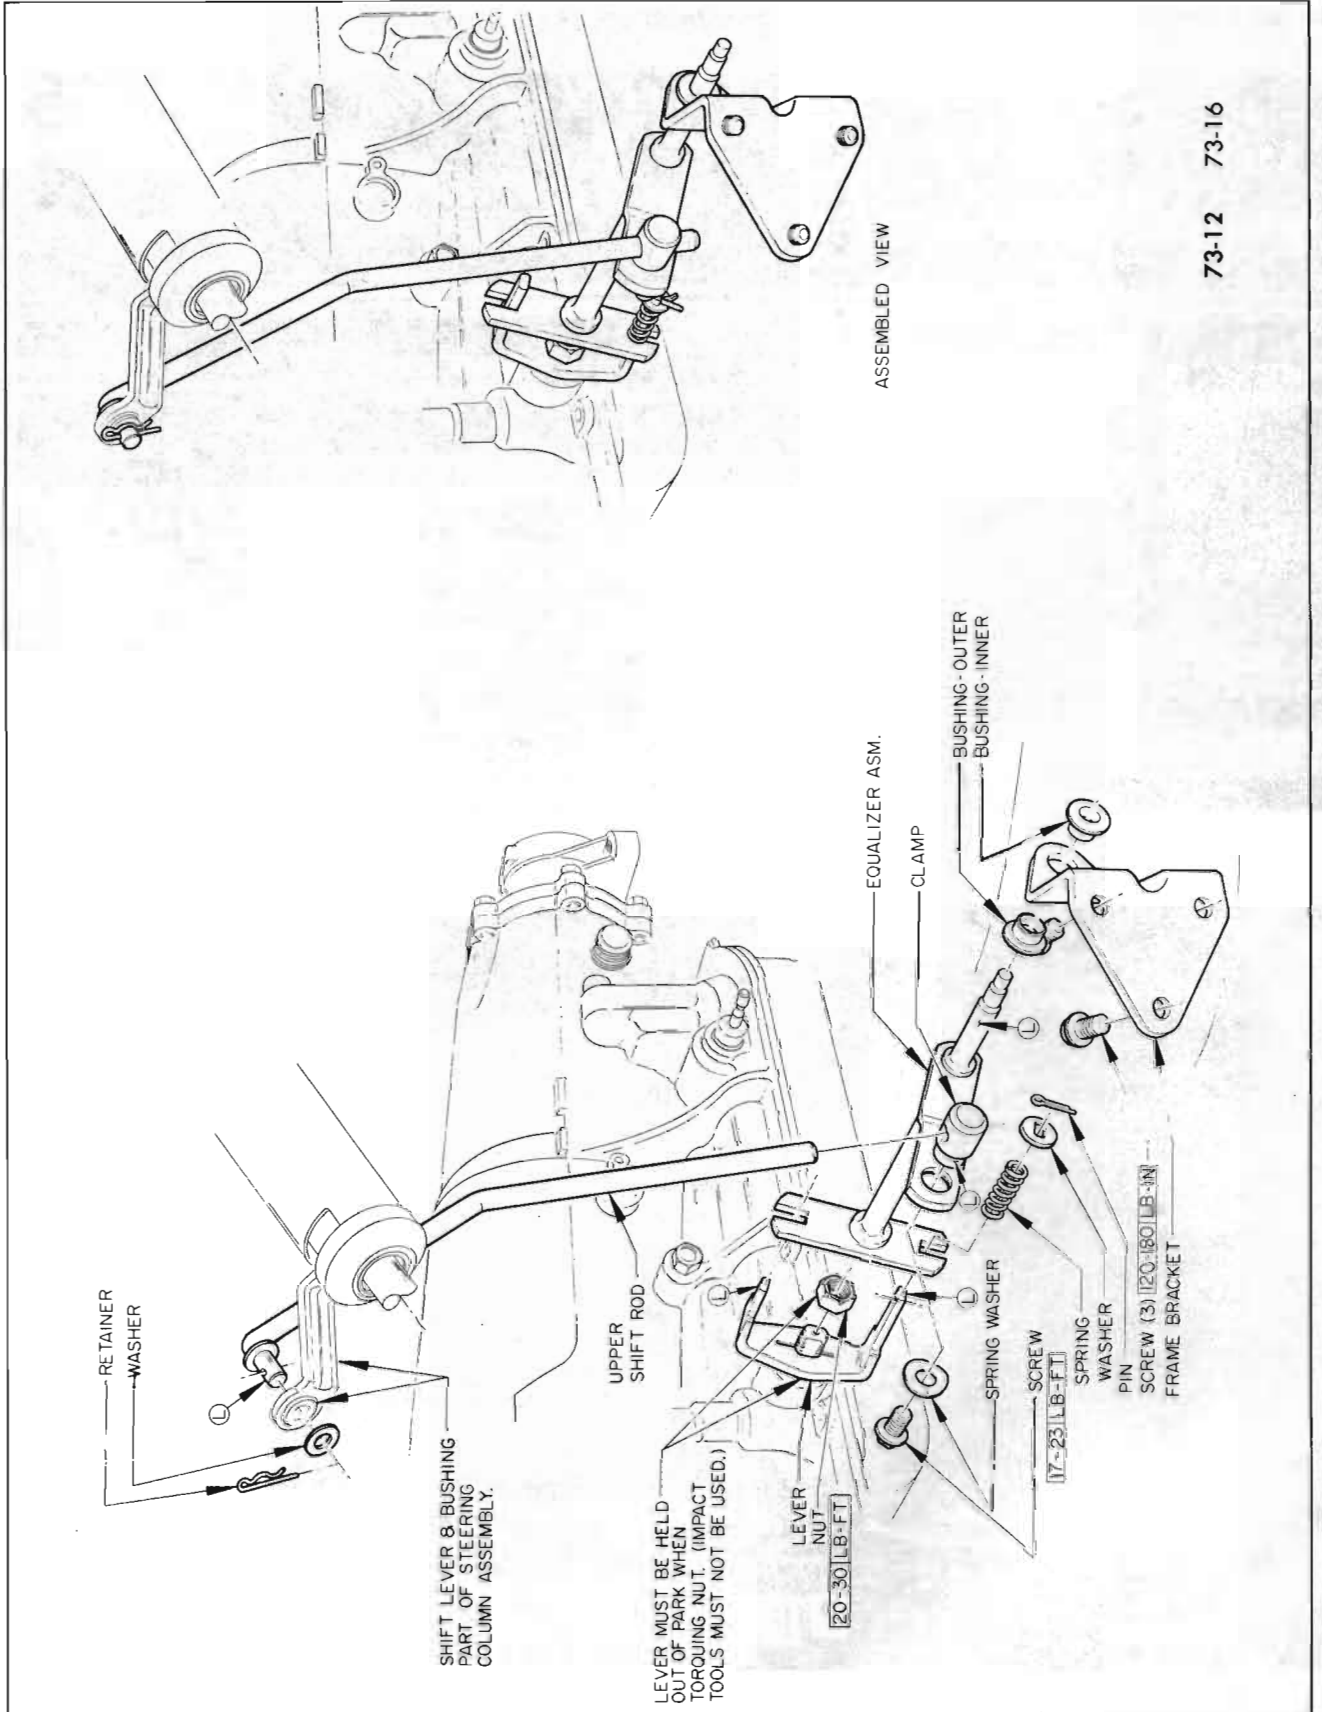 RETAINER
WASHER
Ⓛ
SHIFT LEVER & BUSHING
PART OF STEERING
COLUMN ASSEMBLY.
UPPER
SHIFT ROD
LEVER MUST BE HELD
OUT OF PARK WHEN
TORQUING NUT. (IMPACT
TOOLS MUST NOT BE USED.)
Ⓛ
LEVER
NUT
20-30 LB-FT
Ⓛ
SPRING WASHER
SCREW
17-23 LB-FT
SPRING
WASHER
PIN
SCREW (3) 120-180 LB-IN
FRAME BRACKET
Ⓛ
Ⓛ
EQUALIZER ASM.
CLAMP
BUSHING-OUTER
BUSHING-INNER
ASSEMBLED VIEW
73-12 73-16